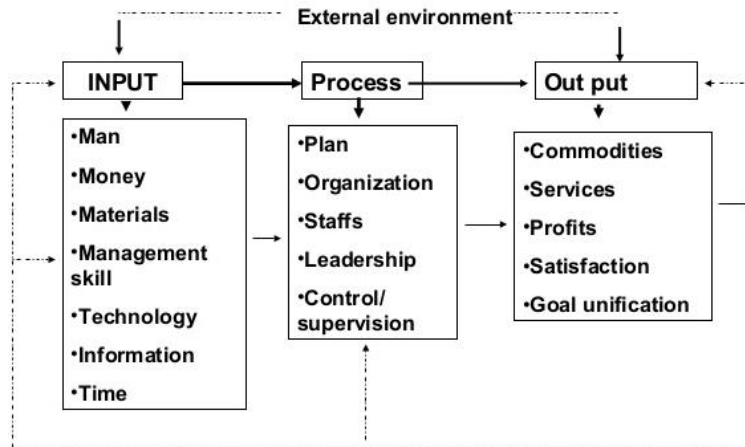 External environment
INPUT
Process
Out put
•Man
•Money
•Materials
•Management
skill
•Technology
•Information
•Time
•Plan
•Organization
•Staffs
•Leadership
•Control/
supervision
•Commodities
•Services
•Profits
•Satisfaction
•Goal unification